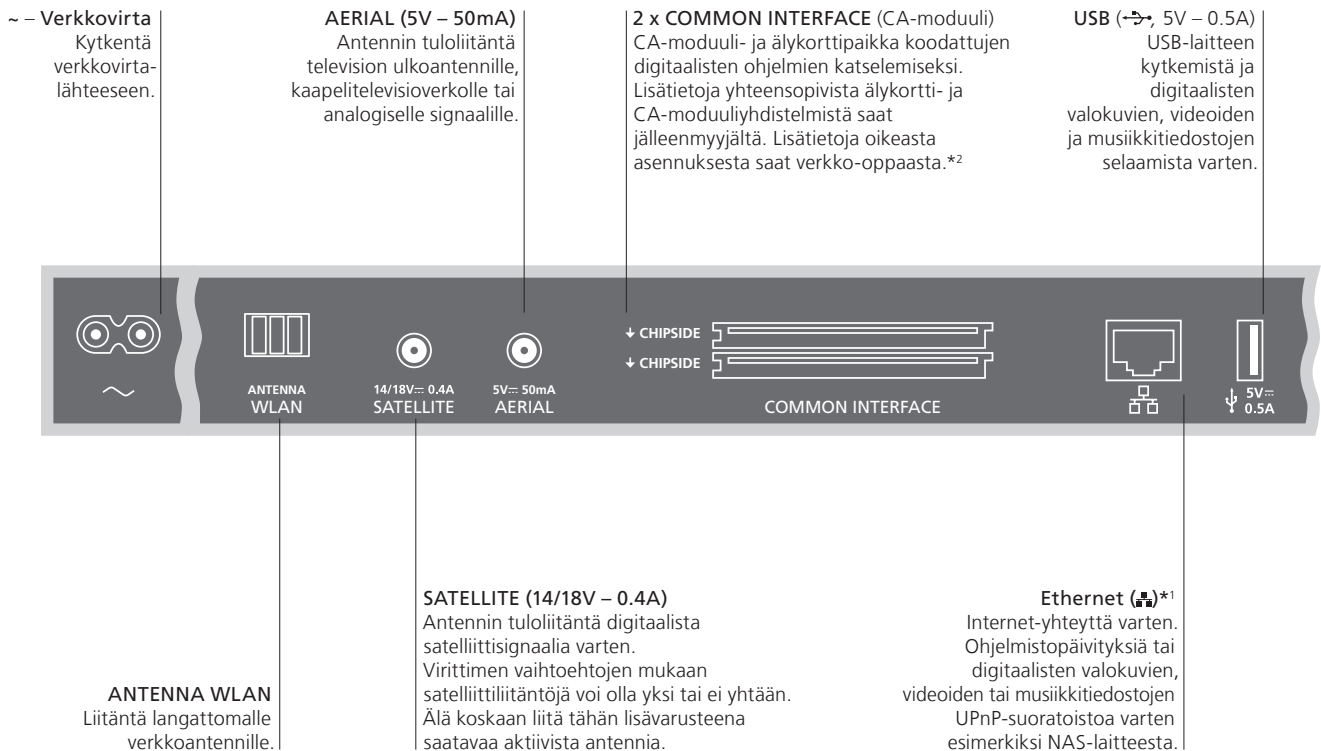 ~ – Verkkovirta
Kytkentä
verkkovirta-
lähteeseen.
AERIAL (5V – 50mA)
Antennin tuloliitäntä
television ulkoantennille,
kaapelitelevisioverkolle tai
analogiselle signaalille.
2 x COMMON INTERFACE (CA-moduuli)
CA-moduuli- ja älykorttipaikka koodattujen
digitaalisten ohjelmien katselemiseksi.
Lisätietoja yhteensopivista älykortti- ja
CA-moduuliyhdistelmistä saat
jälleenmyyjältä. Lisätietoja oikeasta
asennuksesta saat verkko-oppaasta.*2
USB (, 5V – 0.5A)
USB-laitteen
kytkemistä ja
digitaalisten
valokuvien, videoiden
ja musiikkitiedostojen
selaamista varten.
CHIPSIDE
CHIPSIDE
~
ANTENNA
WLAN
14/18V⎓ 0.4A
SATELLITE
5V⎓ 50mA
AERIAL
COMMON INTERFACE
5V⎓
0.5A
ANTENNA WLAN
Liitäntä langattomalle
verkkoantennille.
SATELLITE (14/18V – 0.4A)
Antennin tuloliitäntä digitaalista
satelliittisignaalia varten.
Virittimen vaihtoehtojen mukaan
satelliittiliitäntöjä voi olla yksi tai ei yhtään.
Älä koskaan liitä tähän lisävarusteena
saatavaa aktiivista antennia.
Ethernet ()*1
Internet-yhteyttä varten.
Ohjelmistopäivityksiä tai
digitaalisten valokuvien,
videoiden tai musiikkitiedostojen
UPnP-suoratoistoa varten
esimerkiksi NAS-laitteesta.